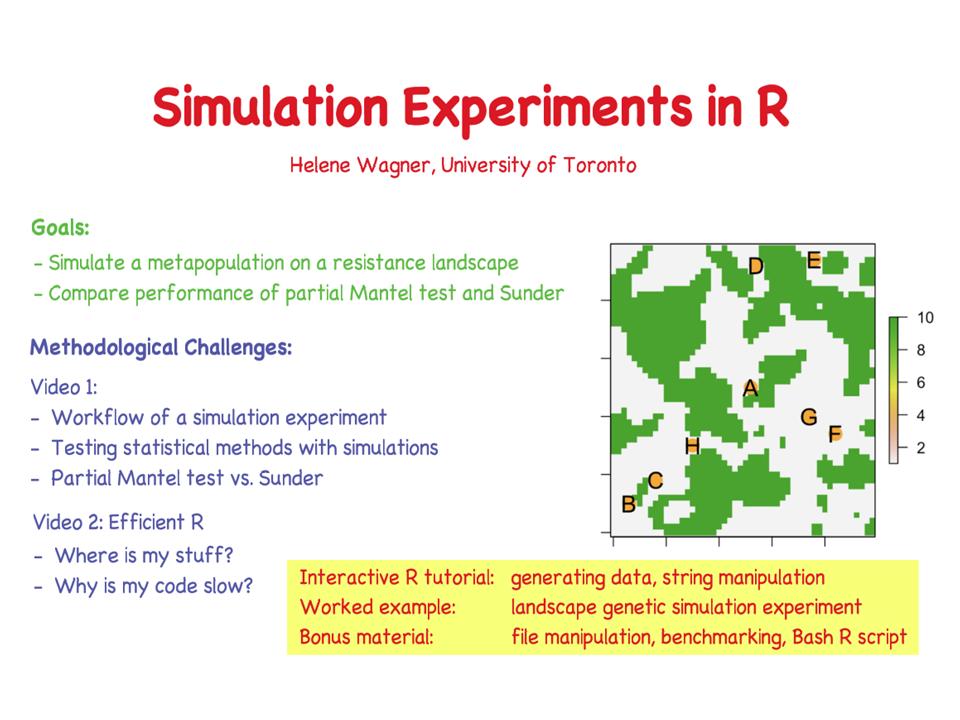 Simulation Experiments in R
Helene Wagner, University of Toronto
Goals:
- Simulate a metapopulation on a resistance landscape
- Compare performance of partial Mantel test and Sunder
Methodological Challenges:
Video 1:
- Workflow of a simulation experiment
- Testing statistical methods with simulations
- Partial Mantel test vs. Sunder
Video 2: Efficient R
- Where is my stuff?
- Why is my code slow?
D
E
A
G
F
H
C
B
10
8
6
4
2
Interactive R tutorial: generating data, string manipulation
Worked example: landscape genetic simulation experiment
Bonus material: file manipulation, benchmarking, Bash R script